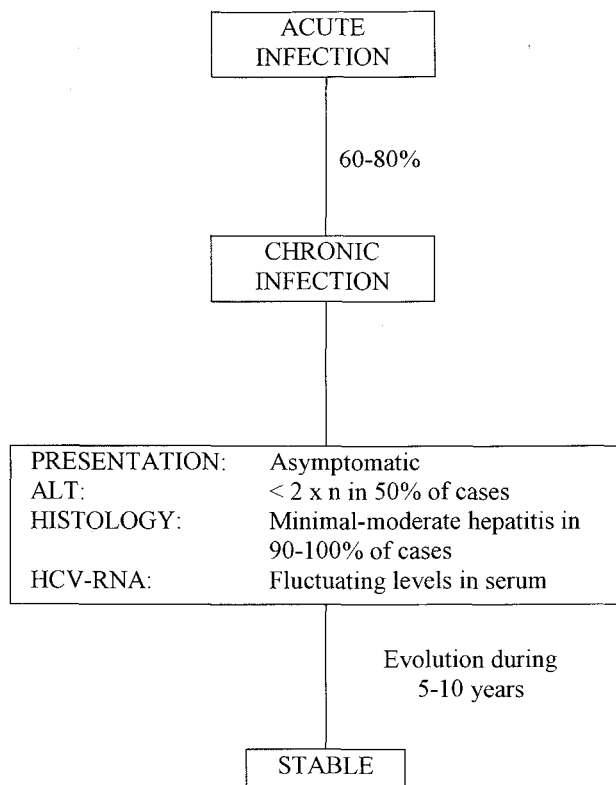 ACUTE
INFECTION
60-80%
CHRONIC
INFECTION
PRESENTATION: Asymptomatic
ALT: < 2 x n in 50% of cases
HISTOLOGY: Minimal-moderate hepatitis in
90-100% of cases
HCV-RNA: Fluctuating levels in serum
Evolution during
5-10 years
STABLE